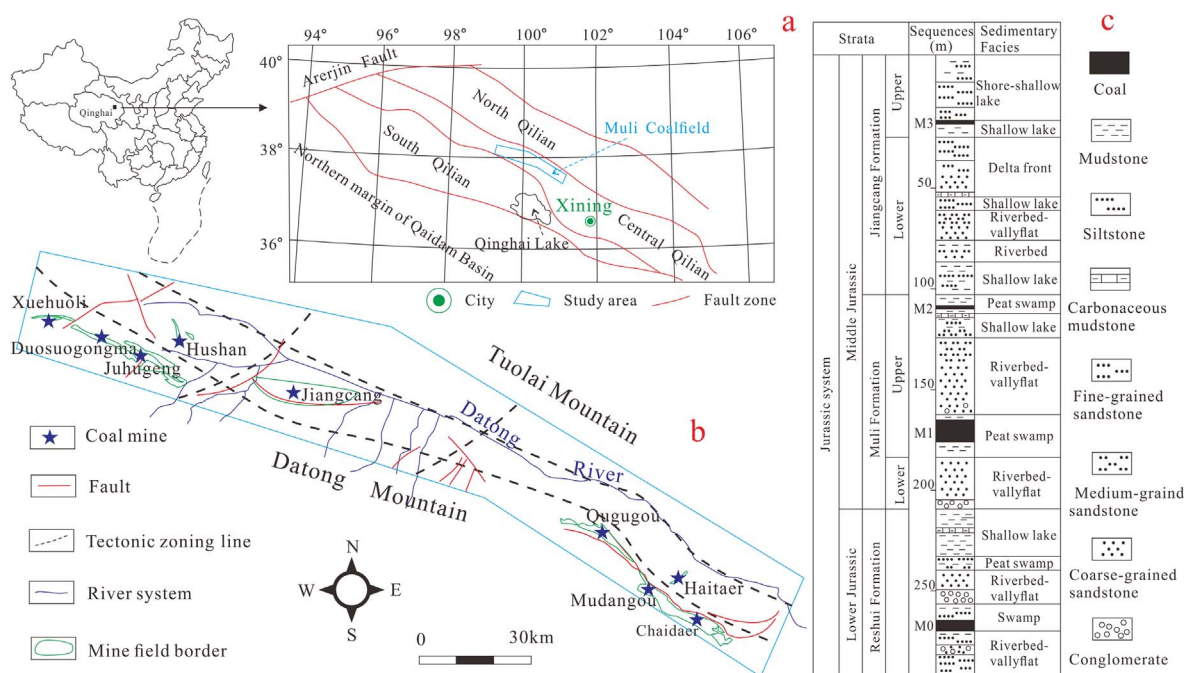 a
94°
96°
98°
100°
102°
104°
106°
40°
38°
36°
Arerjin Fault
North Qilian
Muli Coalfield
South Qilian
Northern margin of Qaidam Basin
Xining
Central Qilian
Qinghai Lake
City
Study area
Fault zone
Qinghai
b
Xuehuoli
Duosuogongma
Juhugeng
Hushan
Jiangcang
Tuolai Mountain
Datong River
Datong Mountain
Qugugou
Haitaer
Mudangou
Chaidaer
Coal mine
Fault
Tectonic zoning line
River system
Mine field border
N
W
E
S
0
30km
c
Strata
Sequences
(m)
Sedimentary
Facies
Jurassic system
Middle Jurassic
Lower Jurassic
Jiangcang Formation
Muli Formation
Reshui Formation
Upper
Lower
Upper
Lower
M3
50
100
M2
150
M1
200
250
M0
Shore-shallow
lake
Shallow lake
Delta front
Shallow lake
Riverbed-
vallyflat
Riverbed
Shallow lake
Peat swamp
Shallow lake
Riverbed-
vallyflat
Peat swamp
Riverbed-
vallyflat
Shallow lake
Peat swamp
Riverbed-
vallyflat
Swamp
Riverbed-
vallyflat
Coal
Mudstone
Siltstone
Carbonaceous
mudstone
Fine-grained
sandstone
Medium-graind
sandstone
Coarse-grained
sandstone
Conglomerate